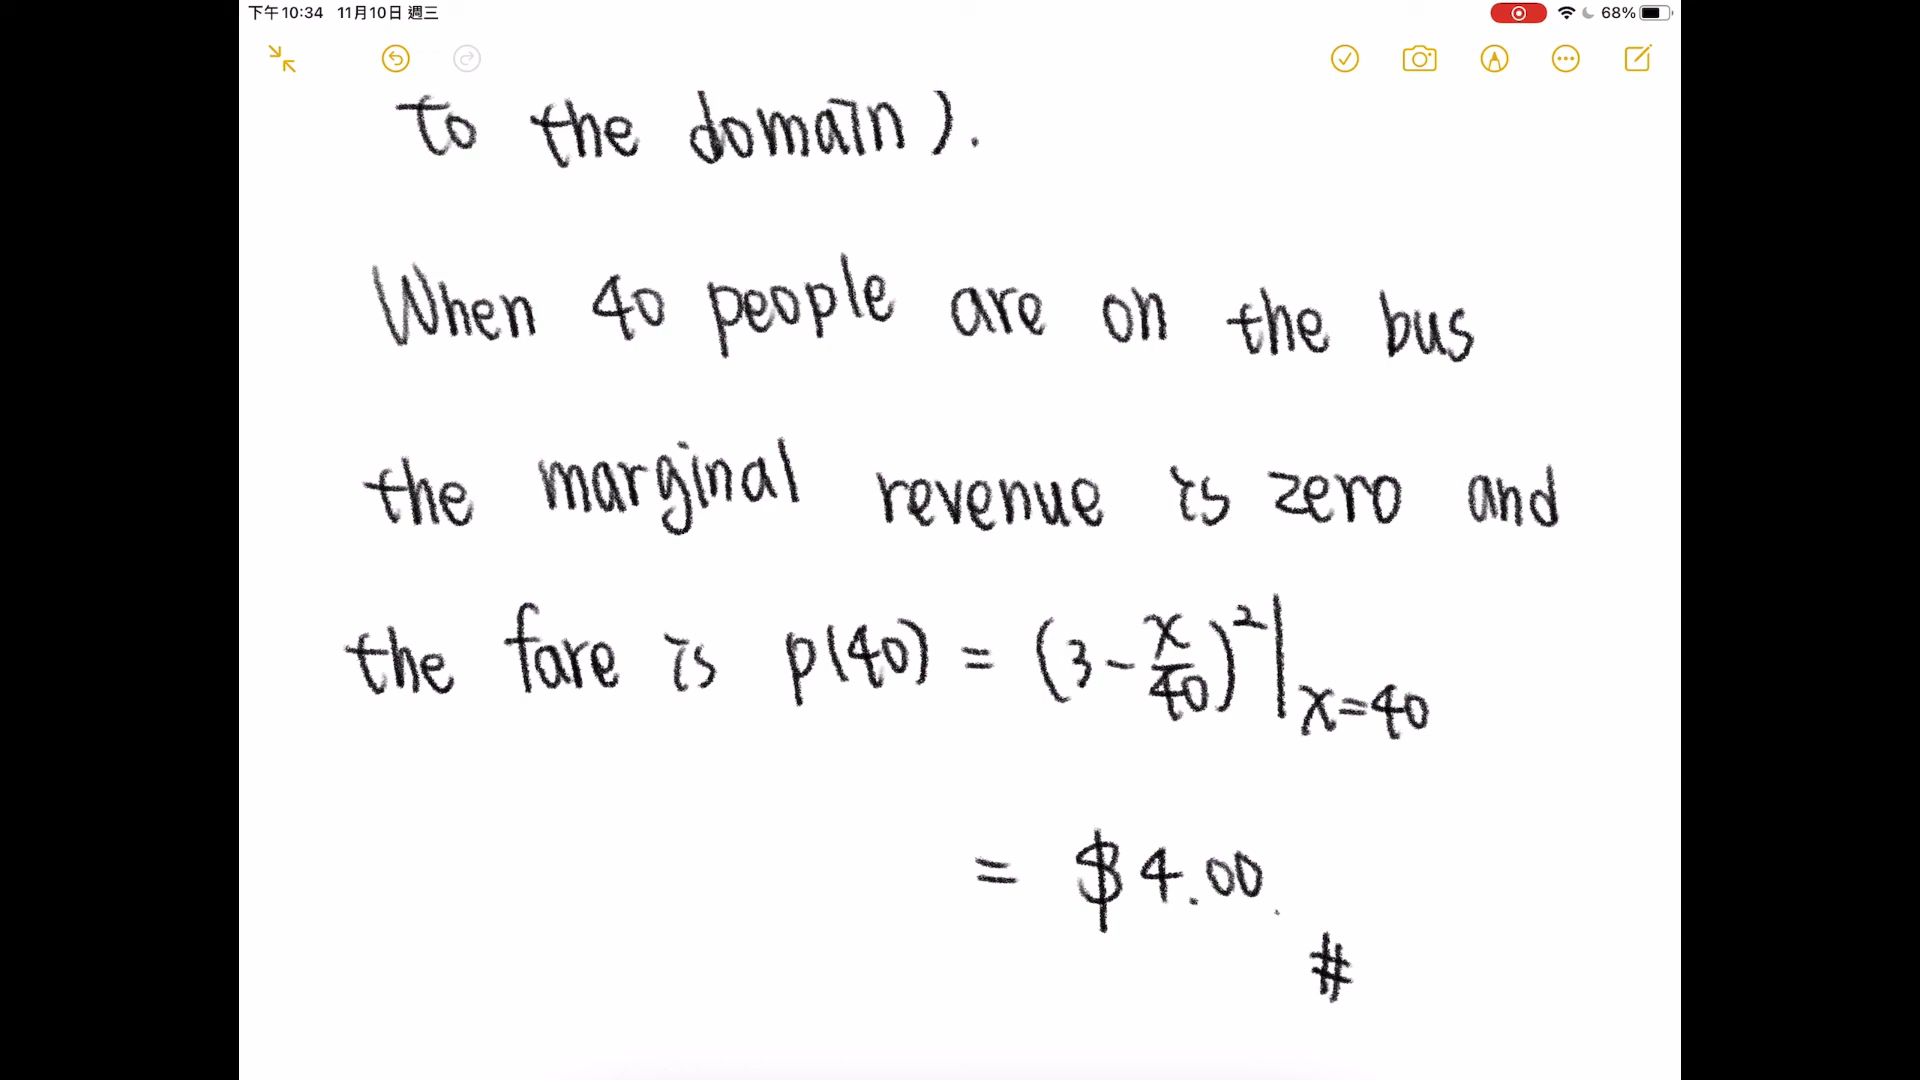 下午10:34 11月10日 週三 68%
to the domain).
When 40 people are on the bus
the marginal revenue is zero and
the fare is p(40) = (3 - x/40)²|x=40
= $4.00.
#